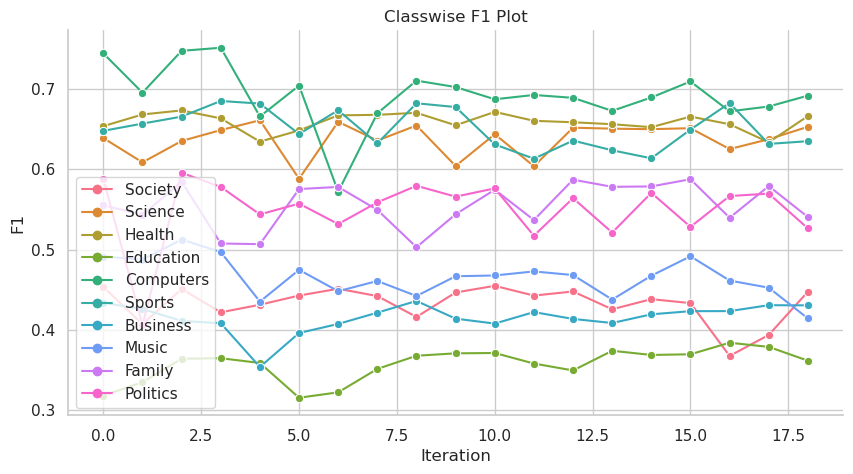 Classwise F1 Plot
F1
0.7
0.6
0.5
0.4
0.3
Society
Science
Health
Education
Computers
Sports
Business
Music
Family
Politics
0.0 2.5 5.0 7.5 10.0 12.5 15.0 17.5
Iteration